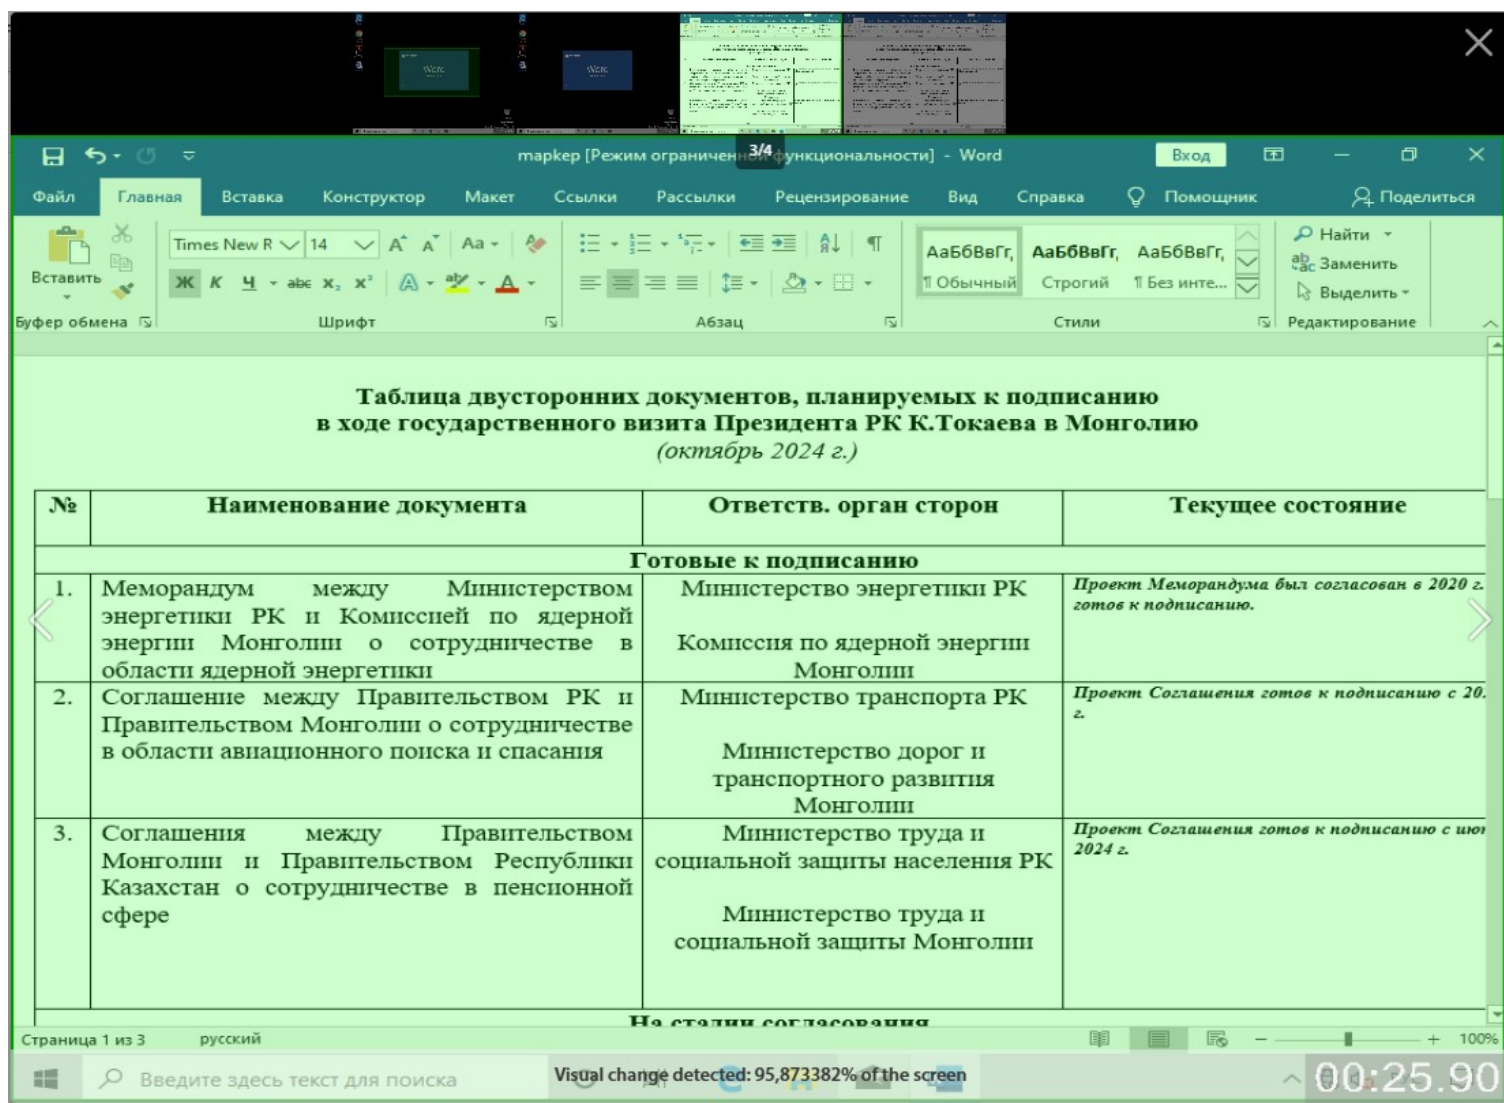 mapkep [Режим ограниченной функциональности] - Word
3/4
Вход
Файл Главная Вставка Конструктор Макет Ссылки Рассылки Рецензирование Вид Справка Помощник Поделиться
Times New R 14 Аа
Вставить
Ж К Ч abc x₂ x²
АаБбВвГг, АаБбВвГг, АаБбВвГг,
¶ Обычный Строгий ¶ Без инте...
Найти
Заменить
Выделить
Буфер обмена Шрифт Абзац Стили Редактирование
Таблица двусторонних документов, планируемых к подписанию
в ходе государственного визита Президента РК К.Токаева в Монголию
(октябрь 2024 г.)
№ Наименование документа Ответств. орган сторон Текущее состояние
Готовые к подписанию
1. Меморандум между Министерством
энергетики РК и Комиссией по ядерной
энергии Монголии о сотрудничестве в
области ядерной энергетики
Министерство энергетики РК
Комиссия по ядерной энергии
Монголии
Проект Меморандума был согласован в 2020 г.
готов к подписанию.
2. Соглашение между Правительством РК и
Правительством Монголии о сотрудничестве
в области авиационного поиска и спасания
Министерство транспорта РК
Министерство дорог и
транспортного развития
Монголии
Проект Соглашения готов к подписанию с 20
г.
3. Соглашения между Правительством
Монголии и Правительством Республики
Казахстан о сотрудничестве в пенсионной
сфере
Министерство труда и
социальной защиты населения РК
Министерство труда и
социальной защиты Монголии
Проект Соглашения готов к подписанию с
2024 г.
На стадии согласования
Страница 1 из 3 русский 100%
Введите здесь текст для поиска
Visual change detected: 95,873382% of the screen
00:25.90